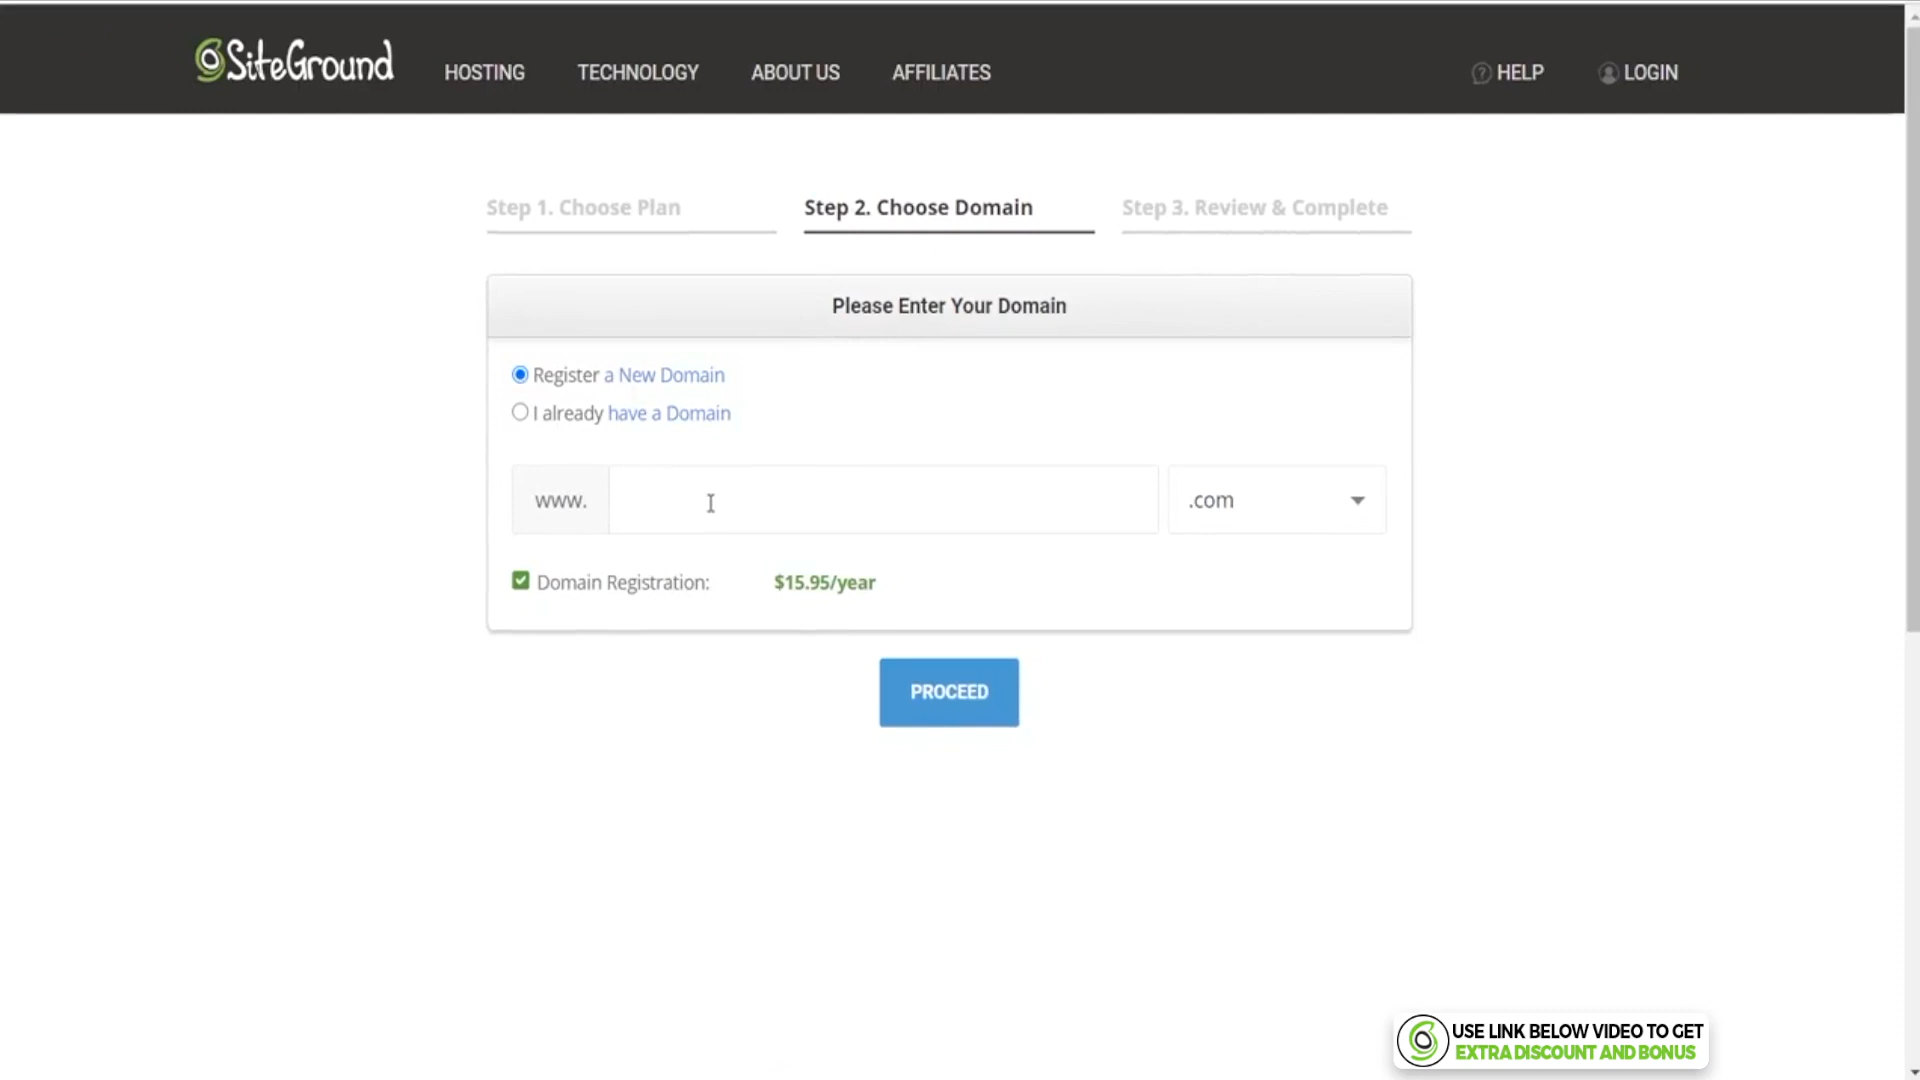 SiteGround HOSTING TECHNOLOGY ABOUT US AFFILIATES ? HELP LOGIN
Step 1. Choose Plan Step 2. Choose Domain Step 3. Review & Complete
Please Enter Your Domain
Register a New Domain
I already have a Domain
www. .com
Domain Registration: $15.95/year
PROCEED
USE LINK BELOW VIDEO TO GET
EXTRA DISCOUNT AND BONUS